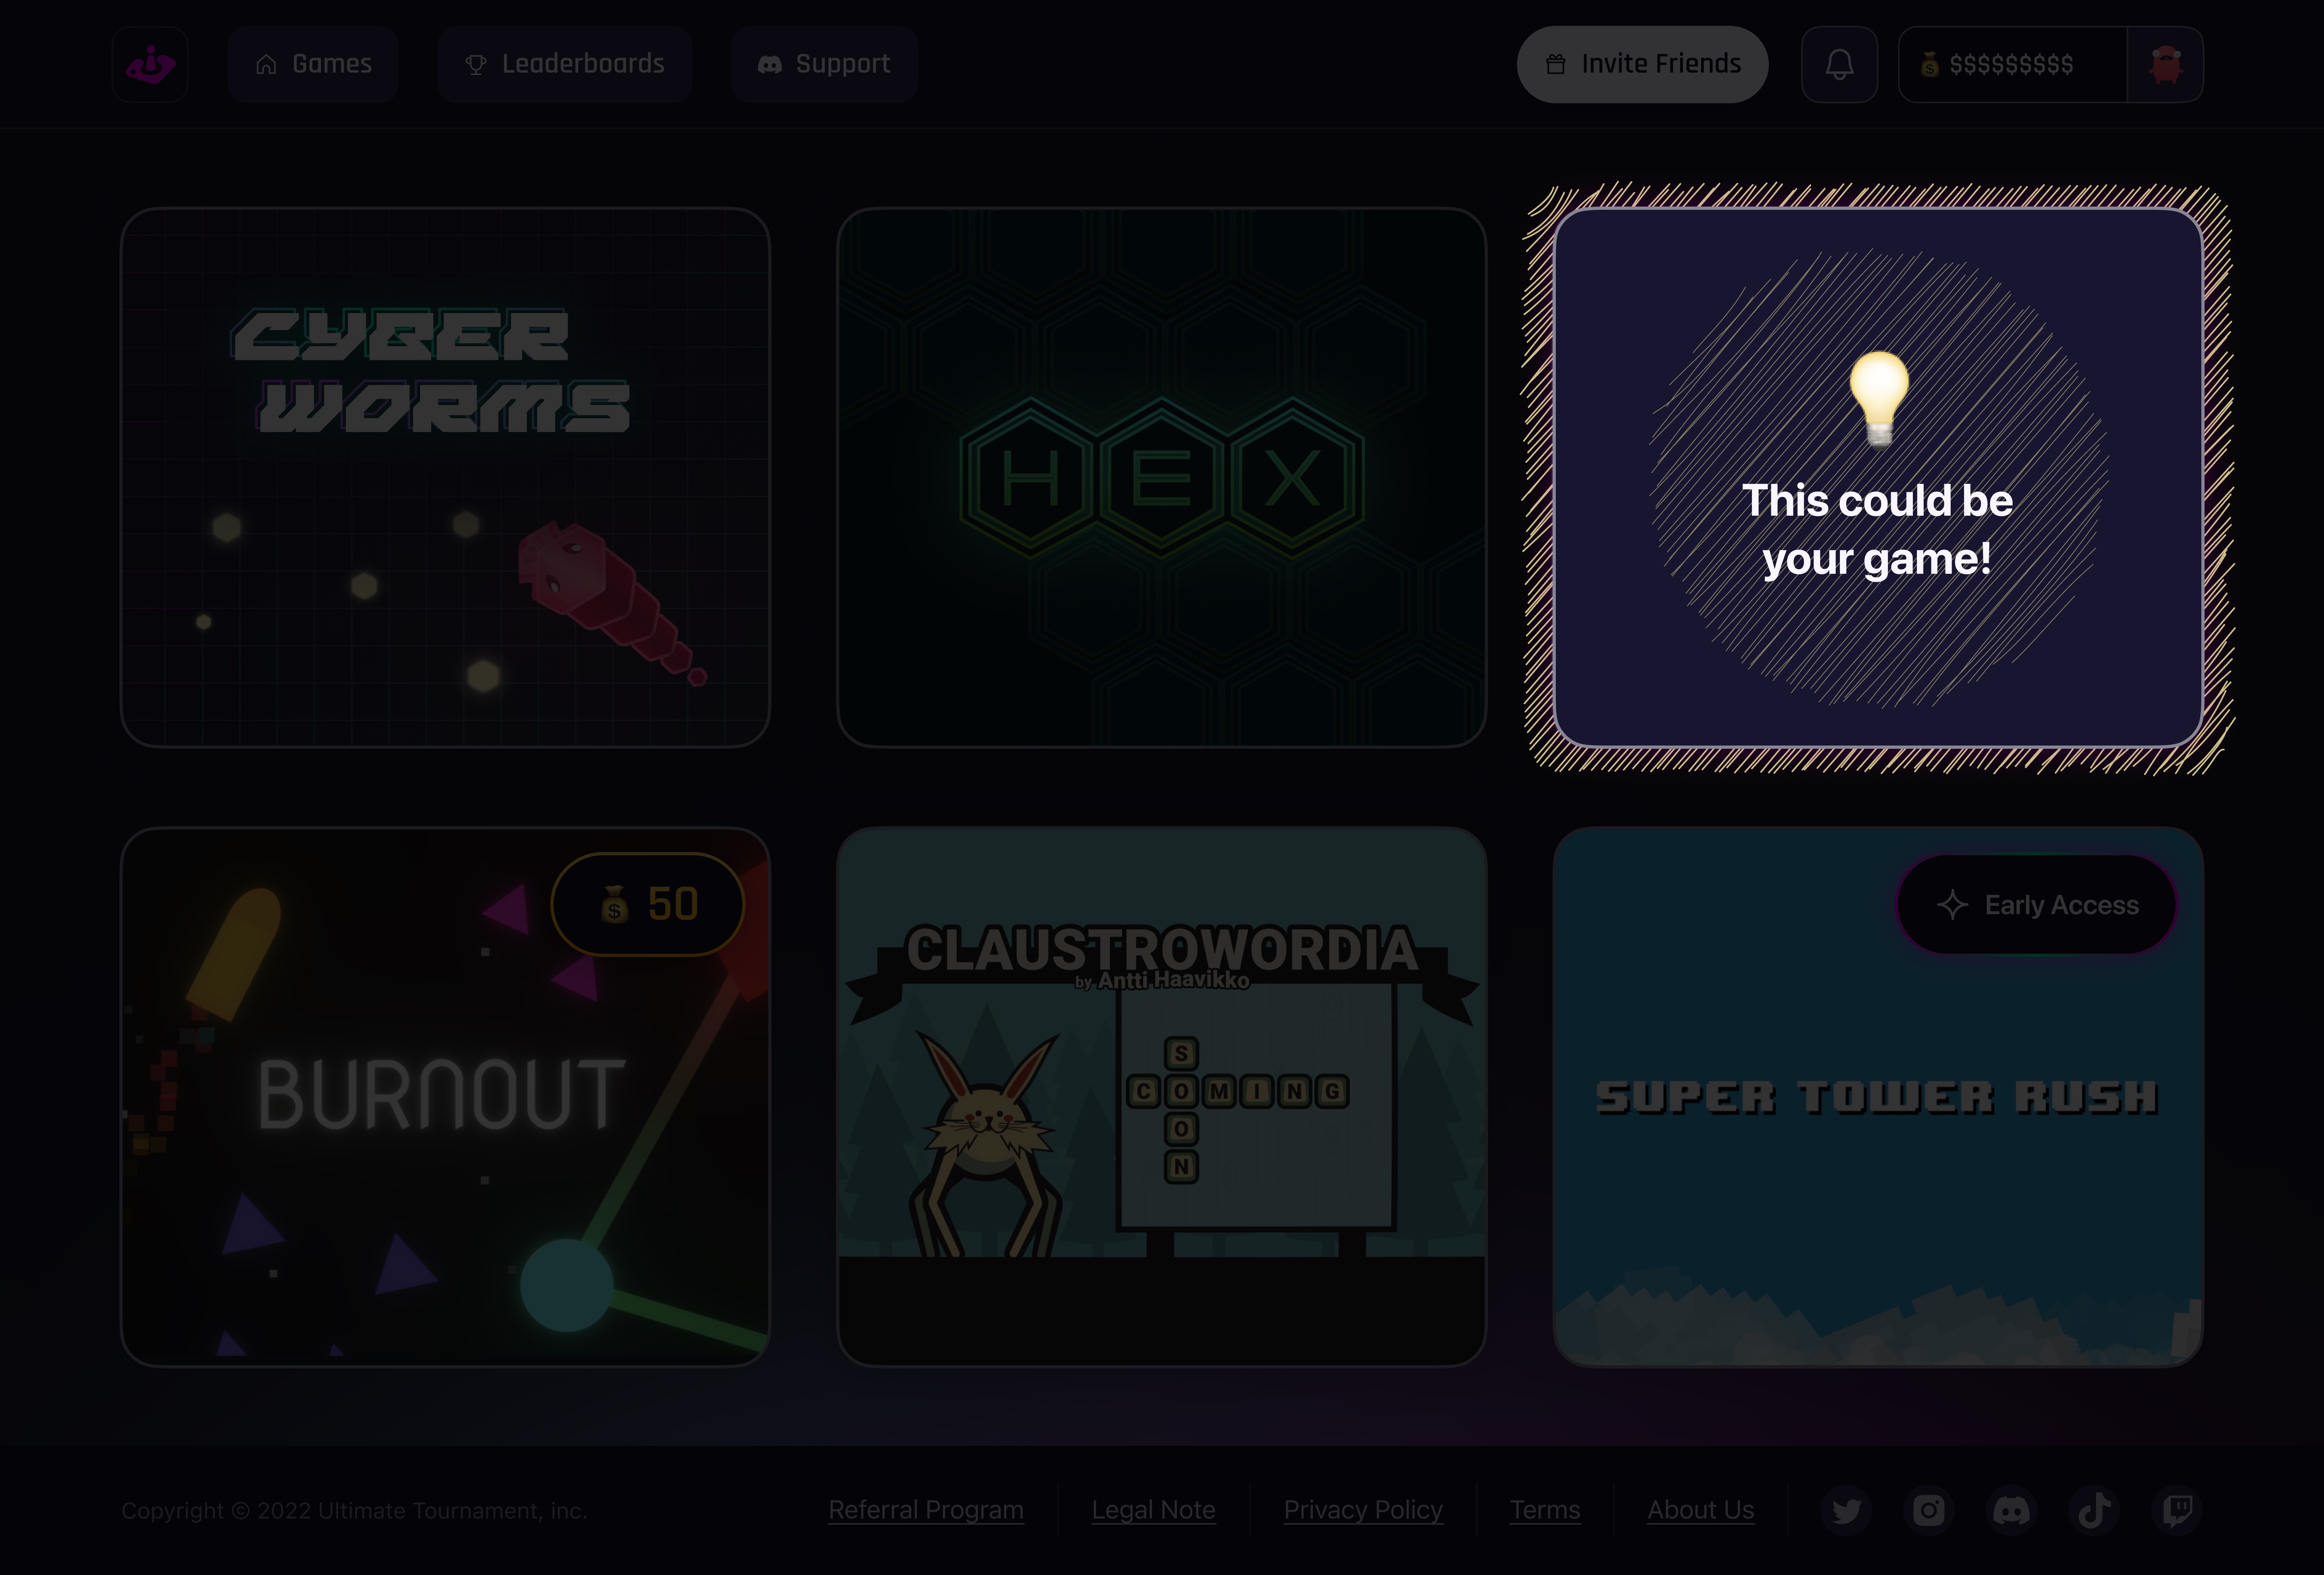 Games
Leaderboards
Support
Invite Friends
$$$$$$$$$
CYBER
WORMS
HEX
This could be
your game!
50
BURNOUT
CLAUSTROWORDIA
by Antti Haavikko
S
COMING
O
N
Early Access
SUPER TOWER RUSH
Copyright © 2022 Ultimate Tournament, inc.
Referral Program
Legal Note
Privacy Policy
Terms
About Us